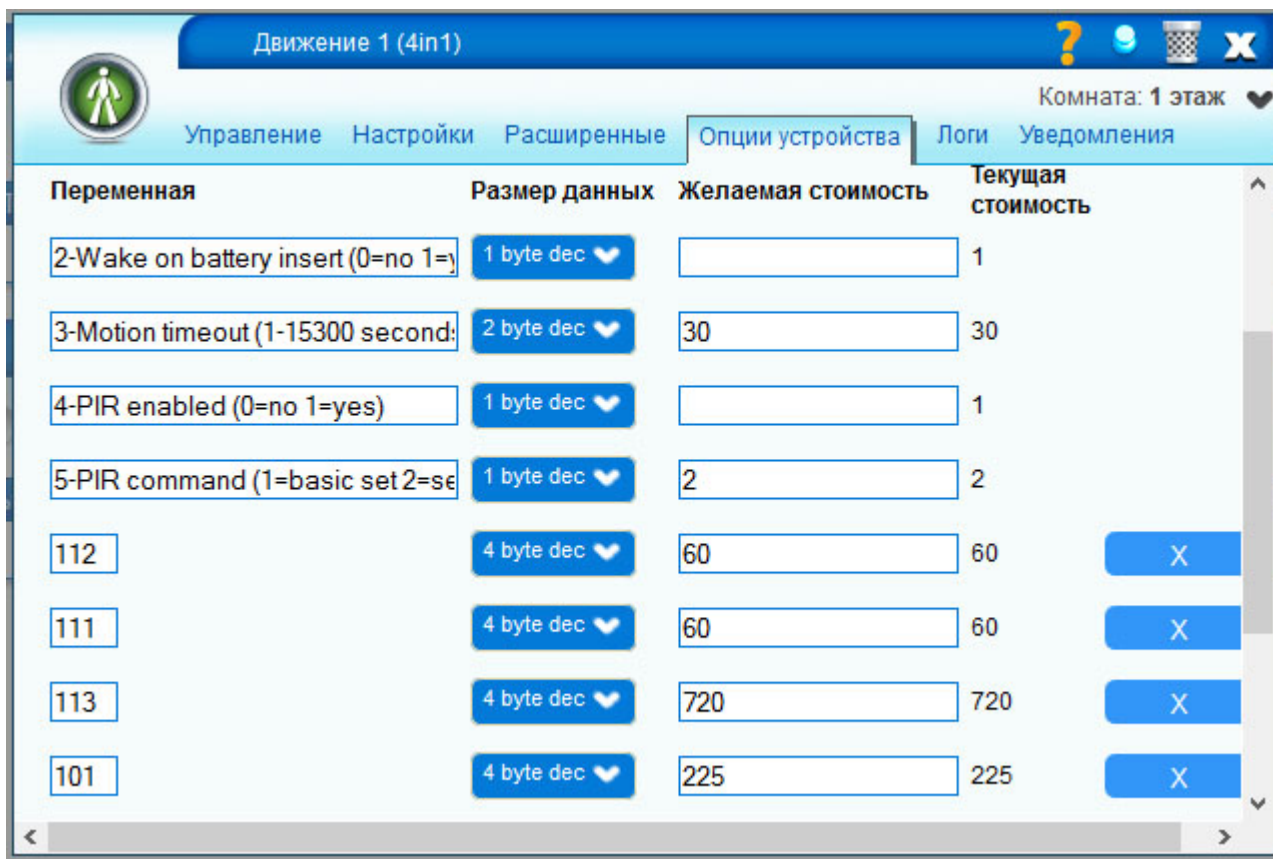 Движение 1 (4in1)
Комната: 1 этаж
Управление Настройки Расширенные Опции устройства Логи Уведомления
Переменная Размер данных Желаемая стоимость Текущая стоимость
2-Wake on battery insert (0=no 1=y 1 byte dec 1
3-Motion timeout (1-15300 seconds 2 byte dec 30 30
4-PIR enabled (0=no 1=yes) 1 byte dec 1
5-PIR command (1=basic set 2=se 1 byte dec 2 2
112 4 byte dec 60 60 X
111 4 byte dec 60 60 X
113 4 byte dec 720 720 X
101 4 byte dec 225 225 X